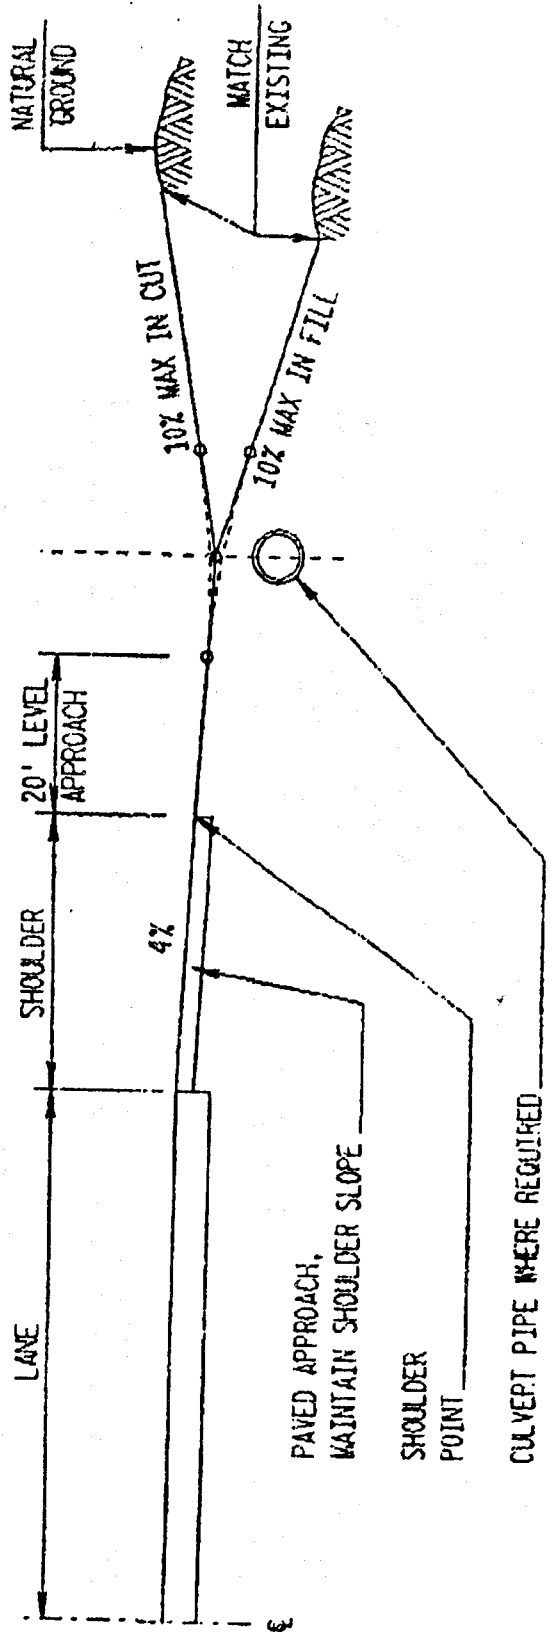 LANE
SHOULDER
20' LEVEL
APPROACH
NATURAL
GROUND
4%
10% MAX IN CUT
10% MAX IN FILL
MATCH
EXISTING
PAVED APPROACH,
MAINTAIN SHOULDER SLOPE
SHOULDER
POINT
CULVERT PIPE WHERE REQUIRED
℄